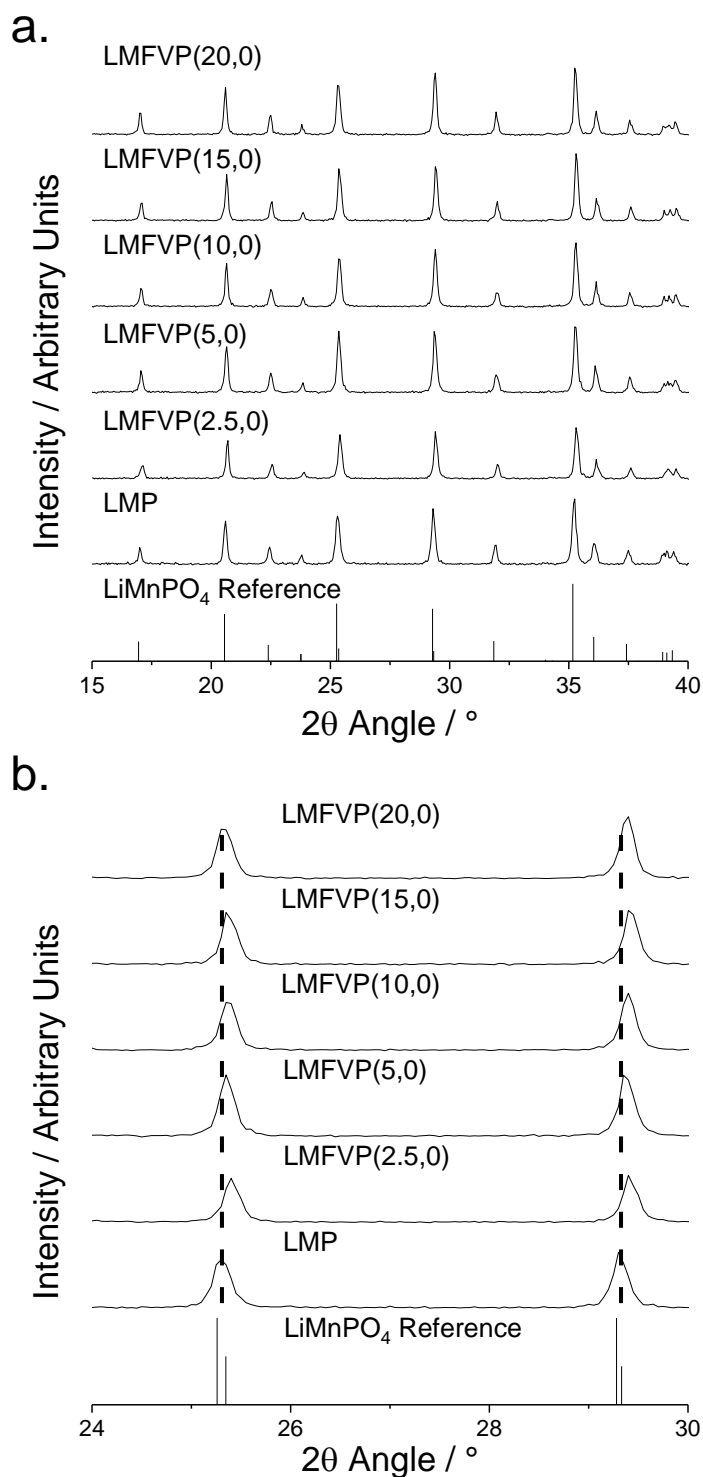 a.
LMFVP(20,0)
LMFVP(15,0)
LMFVP(10,0)
LMFVP(5,0)
LMFVP(2.5,0)
LMP
LiMnPO₄ Reference
Intensity / Arbitrary Units
15 20 25 30 35 40
2θ Angle / °
b.
LMFVP(20,0)
LMFVP(15,0)
LMFVP(10,0)
LMFVP(5,0)
LMFVP(2.5,0)
LMP
LiMnPO₄ Reference
Intensity / Arbitrary Units
24 26 28 30
2θ Angle / °